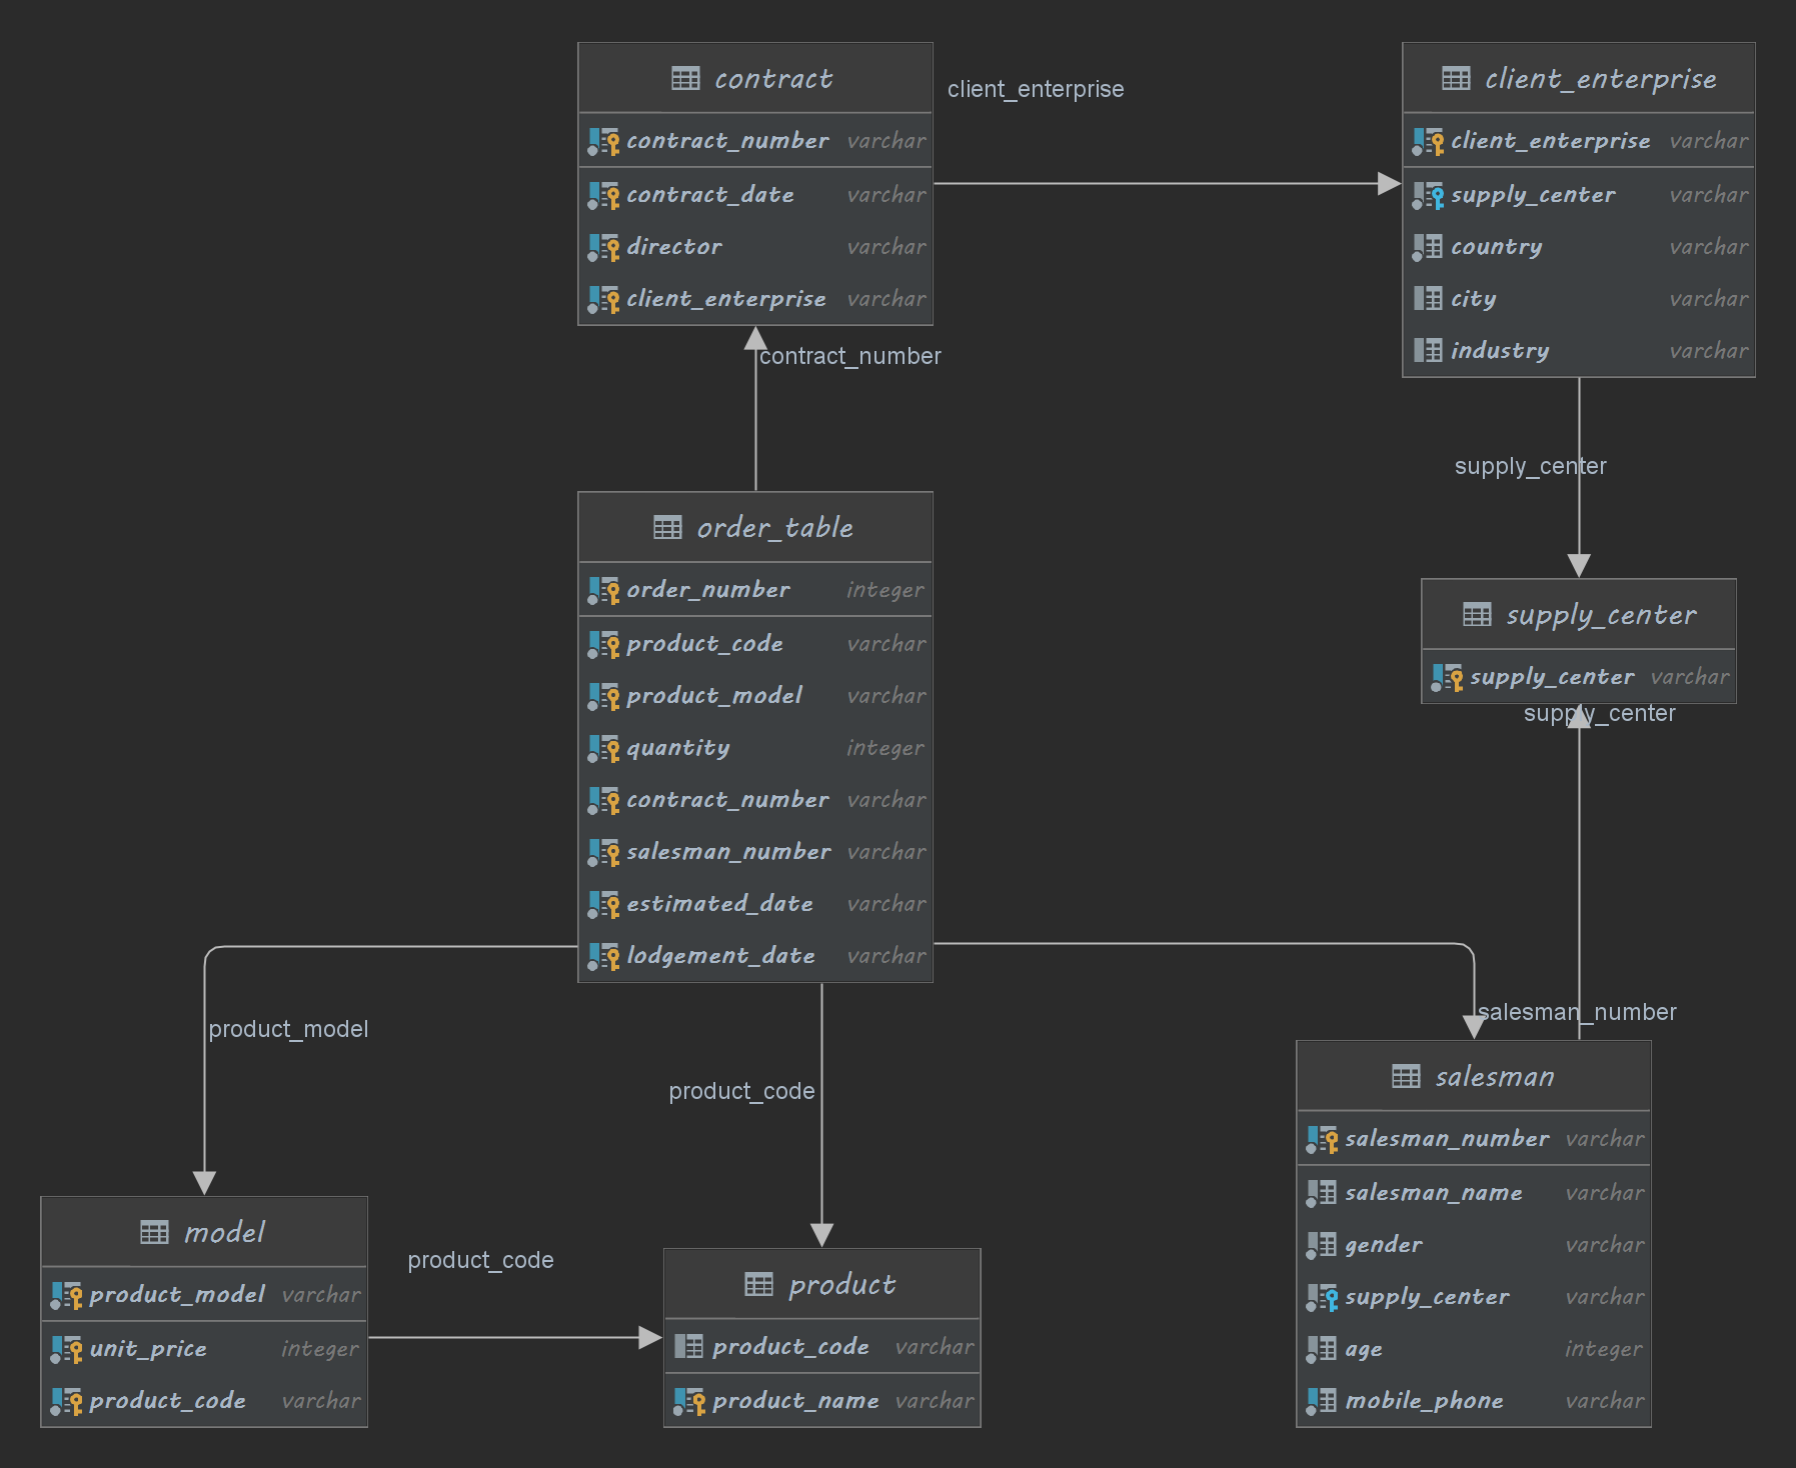 contract
contract_number varchar
contract_date varchar
director varchar
client_enterprise varchar
client_enterprise
client_enterprise
client_enterprise varchar
supply_center varchar
country varchar
city varchar
industry varchar
contract_number
supply_center
order_table
order_number integer
product_code varchar
product_model varchar
quantity integer
contract_number varchar
salesman_number varchar
estimated_date varchar
lodgement_date varchar
supply_center
supply_center varchar
supply_center
product_model
product_code
salesman_number
salesman
salesman_number varchar
salesman_name varchar
gender varchar
supply_center varchar
age integer
mobile_phone varchar
model
product_model varchar
unit_price integer
product_code varchar
product_code
product
product_code varchar
product_name varchar